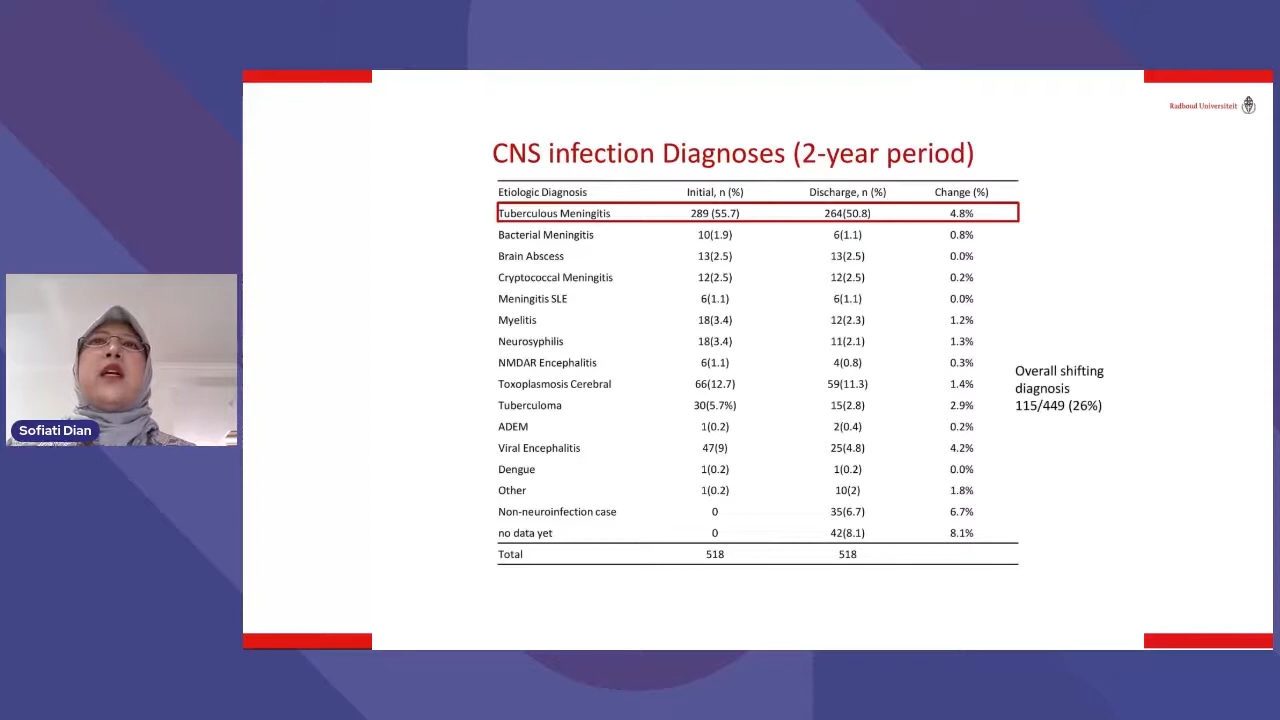 Radboud Universiteit
CNS infection Diagnoses (2-year period)
Etiologic Diagnosis Initial, n (%) Discharge, n (%) Change (%)
Tuberculous Meningitis 289 (55.7) 264(50.8) 4.8%
Bacterial Meningitis 10(1.9) 6(1.1) 0.8%
Brain Abscess 13(2.5) 13(2.5) 0.0%
Cryptococcal Meningitis 12(2.5) 12(2.5) 0.2%
Meningitis SLE 6(1.1) 6(1.1) 0.0%
Myelitis 18(3.4) 12(2.3) 1.2%
Neurosyphilis 18(3.4) 11(2.1) 1.3%
NMDAR Encephalitis 6(1.1) 4(0.8) 0.3%
Toxoplasmosis Cerebral 66(12.7) 59(11.3) 1.4%
Tuberculoma 30(5.7%) 15(2.8) 2.9%
ADEM 1(0.2) 2(0.4) 0.2%
Viral Encephalitis 47(9) 25(4.8) 4.2%
Dengue 1(0.2) 1(0.2) 0.0%
Other 1(0.2) 10(2) 1.8%
Non-neuroinfection case 0 35(6.7) 6.7%
no data yet 0 42(8.1) 8.1%
Total 518 518
Overall shifting
diagnosis
115/449 (26%)
Sofiati Dian